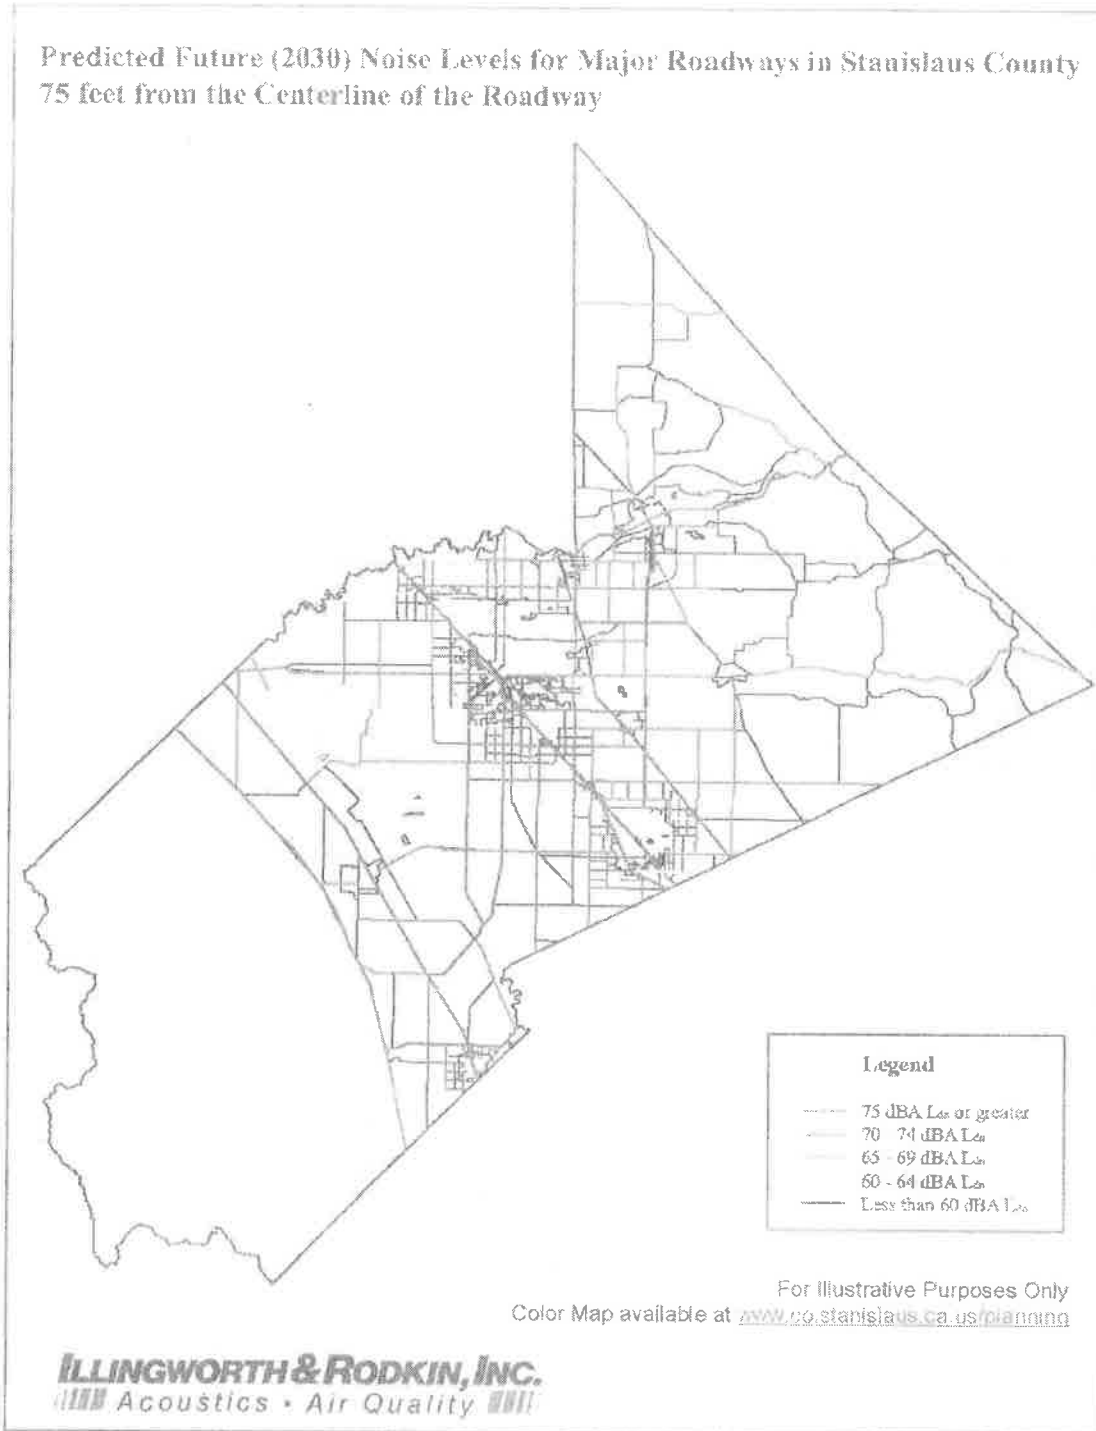 Predicted Future (2030) Noise Levels for Major Roadways in Stanislaus County
75 feet from the Centerline of the Roadway
Legend
75 dBA Ldn or greater
70 - 74 dBA Ldn
65 - 69 dBA Ldn
60 - 64 dBA Ldn
Less than 60 dBA Ldn
For Illustrative Purposes Only
Color Map available at www.co.stanislaus.ca.us/planning
ILLINGWORTH & RODKIN, INC.
Acoustics • Air Quality